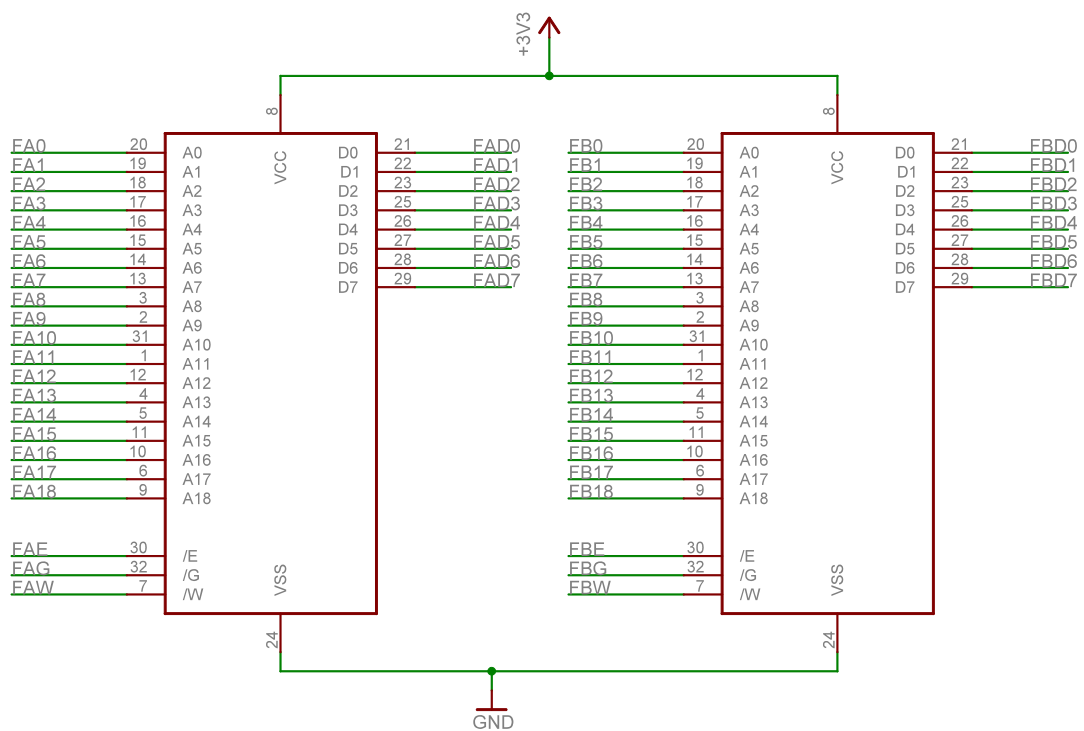 +3V3
8 8
FA0 20 A0 VCC D0 21 FAD0 FB0 20 A0 VCC D0 21 FBD0
FA1 19 A1 D1 22 FAD1 FB1 19 A1 D1 22 FBD1
FA2 18 A2 D2 23 FAD2 FB2 18 A2 D2 23 FBD2
FA3 17 A3 D3 25 FAD3 FB3 17 A3 D3 25 FBD3
FA4 16 A4 D4 26 FAD4 FB4 16 A4 D4 26 FBD4
FA5 15 A5 D5 27 FAD5 FB5 15 A5 D5 27 FBD5
FA6 14 A6 D6 28 FAD6 FB6 14 A6 D6 28 FBD6
FA7 13 A7 D7 29 FAD7 FB7 13 A7 D7 29 FBD7
FA8 3 A8 FB8 3 A8
FA9 2 A9 FB9 2 A9
FA10 31 A10 FB10 31 A10
FA11 1 A11 FB11 1 A11
FA12 12 A12 FB12 12 A12
FA13 4 A13 FB13 4 A13
FA14 5 A14 FB14 5 A14
FA15 11 A15 FB15 11 A15
FA16 10 A16 FB16 10 A16
FA17 6 A17 FB17 6 A17
FA18 9 A18 FB18 9 A18
FAE 30 /E FBE 30 /E
FAG 32 /G VSS FBG 32 /G VSS
FAW 7 /W FBW 7 /W
24 24
GND